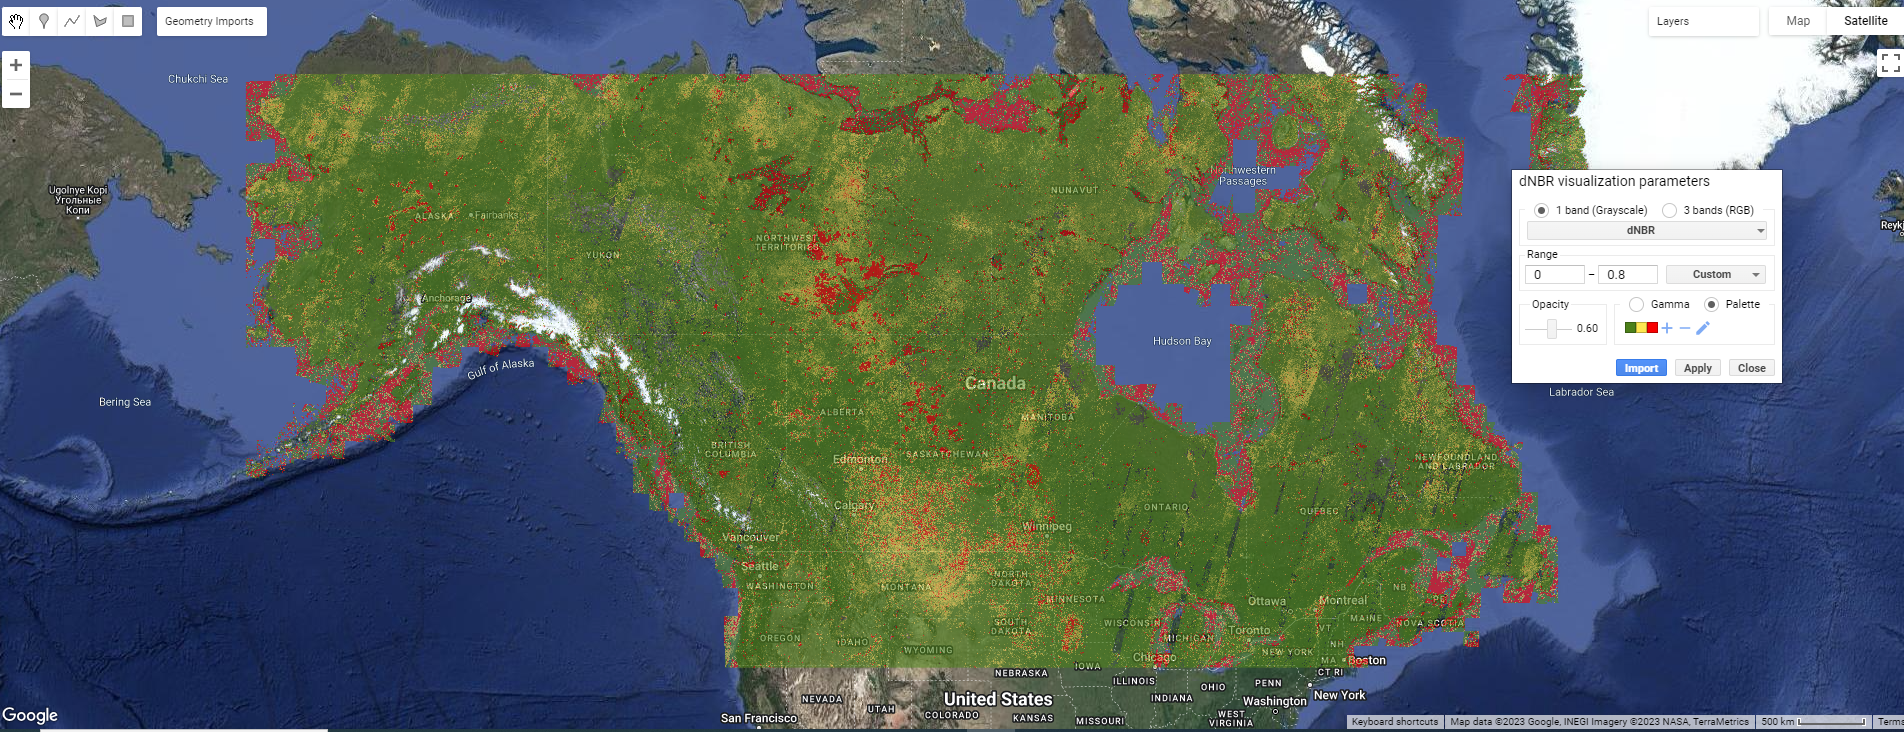 Geometry Imports
Layers
Map
Satellite
+
−
Chukchi Sea
Ugolnye Kopi
Угольные
Копи
ALASKA
Fairbanks
YUKON
NORTHWEST
TERRITORIES
NUNAVUT
Northwestern
Passages
Anchorage
Gulf of Alaska
Bering Sea
Hudson Bay
Canada
ALBERTA
MANITOBA
BRITISH
COLUMBIA
Edmonton
SASKATCHEWAN
Calgary
Winnipeg
ONTARIO
QUEBEC
NEWFOUNDLAND
AND LABRADOR
Labrador Sea
Vancouver
Seattle
WASHINGTON
MONTANA
NORTH
DAKOTA
MINNESOTA
Ottawa
Montreal
NB
PE
MAINE
NOVA SCOTIA
OREGON
IDAHO
WYOMING
SOUTH
DAKOTA
WISCONSIN
MICHIGAN
Toronto
VT
NH
NEW YORK
MA
Boston
CT RI
Chicago
IOWA
NEBRASKA
ILLINOIS
INDIANA
OHIO
PENN
New York
Washington
WEST
VIRGINIA
United States
NEVADA
UTAH
COLORADO
KANSAS
MISSOURI
San Francisco
dNBR visualization parameters
1 band (Grayscale)
3 bands (RGB)
dNBR
Range
0 – 0.8
Custom
Opacity
0.60
Gamma
Palette
Import
Apply
Close
Reykj
Google
Keyboard shortcuts
Map data ©2023 Google, INEGI Imagery ©2023 NASA, TerraMetrics
500 km
Terms